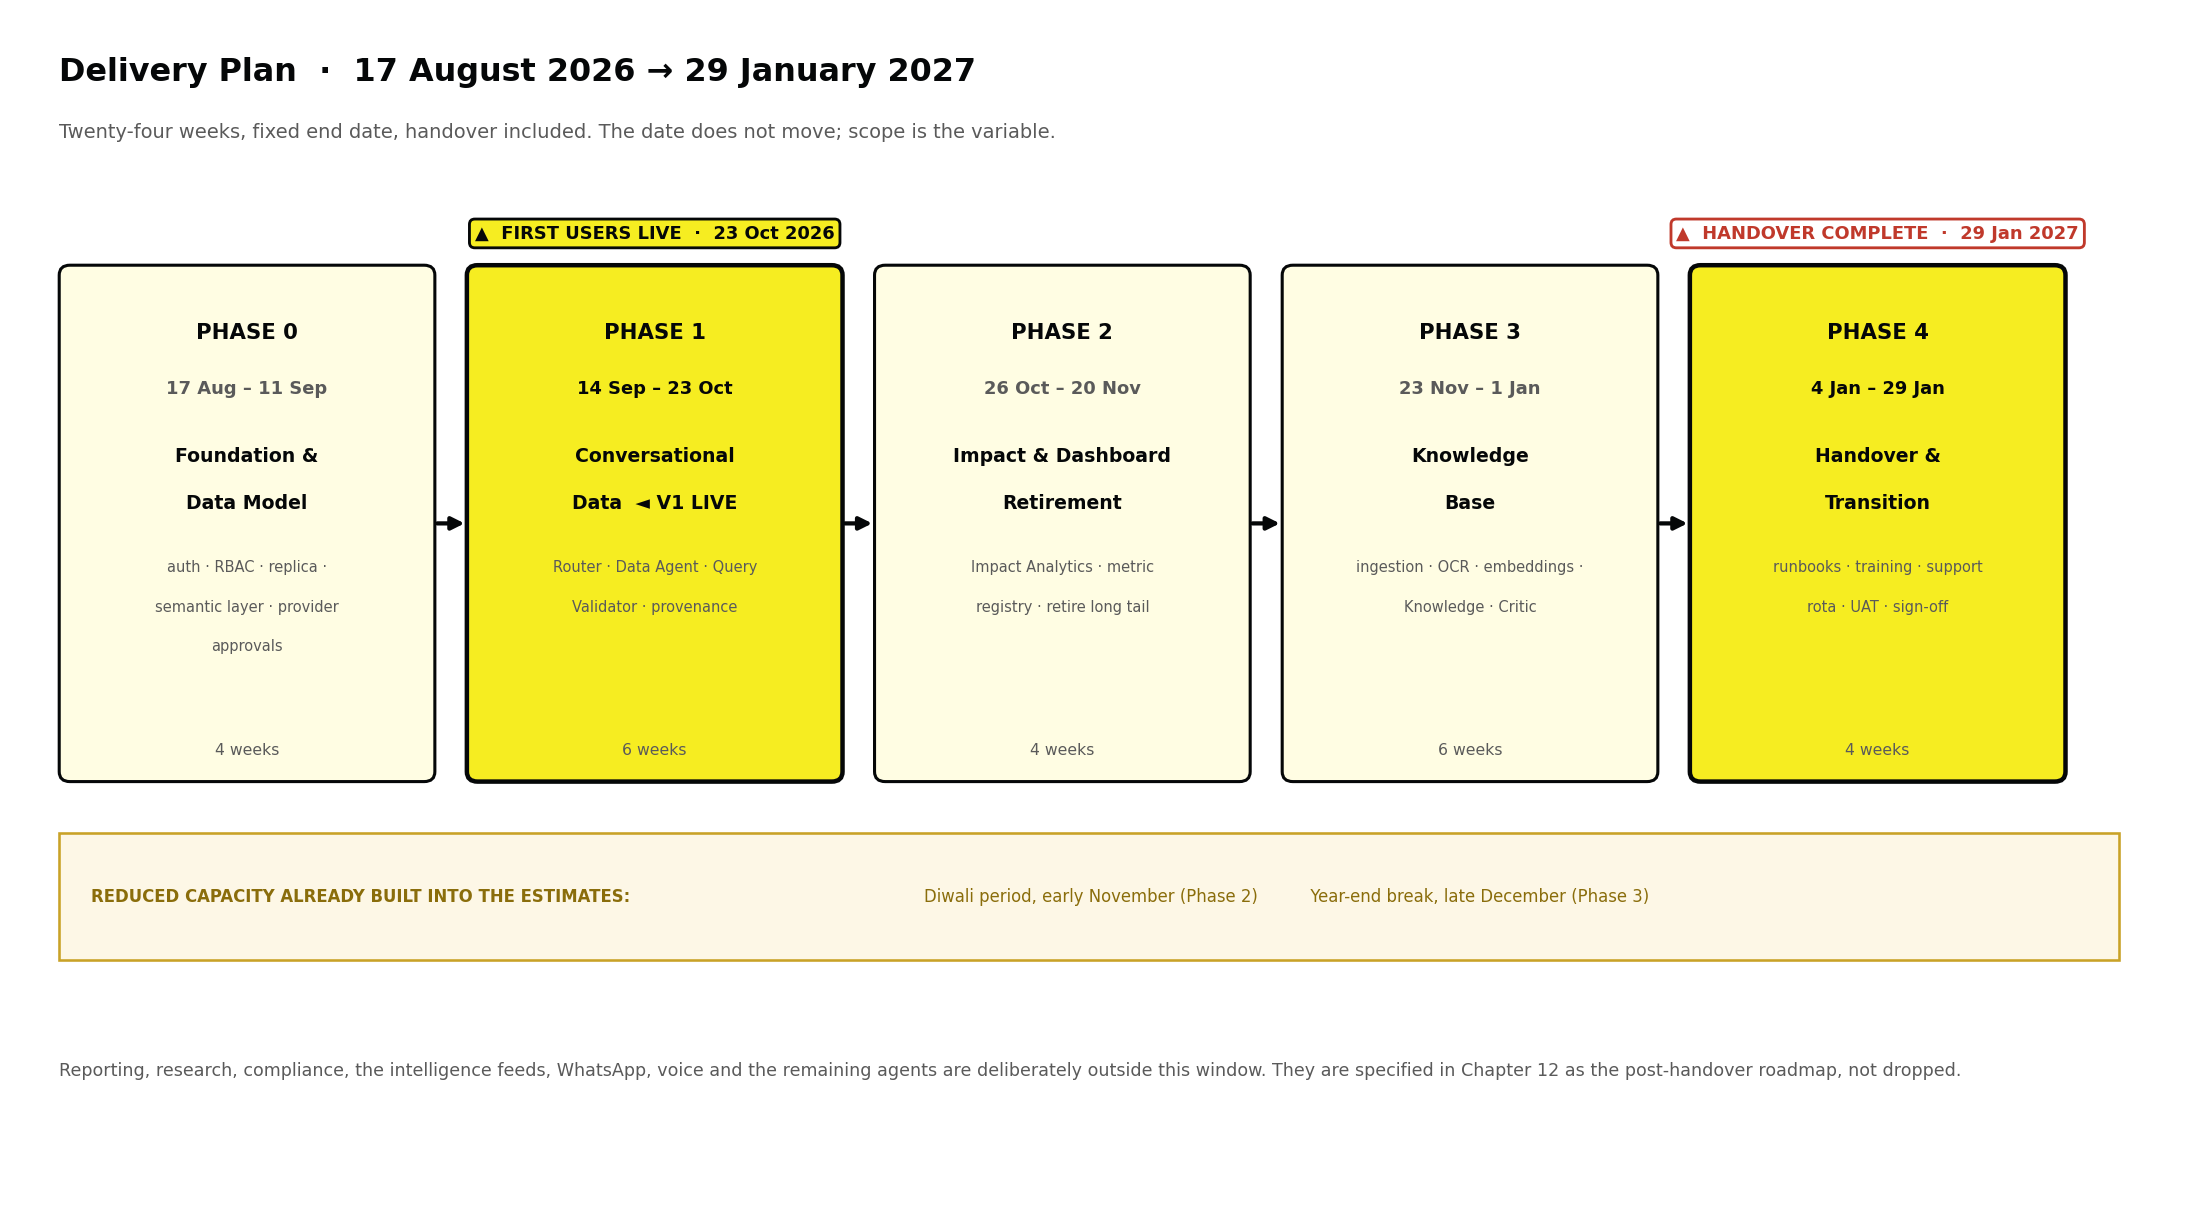 Delivery Plan · 17 August 2026 → 29 January 2027
Twenty-four weeks, fixed end date, handover included. The date does not move; scope is the variable.
▲ FIRST USERS LIVE · 23 Oct 2026
▲ HANDOVER COMPLETE · 29 Jan 2027
PHASE 0
17 Aug – 11 Sep
Foundation &
Data Model
auth · RBAC · replica ·
semantic layer · provider
approvals
4 weeks
PHASE 1
14 Sep – 23 Oct
Conversational
Data ◄ V1 LIVE
Router · Data Agent · Query
Validator · provenance
6 weeks
PHASE 2
26 Oct – 20 Nov
Impact & Dashboard
Retirement
Impact Analytics · metric
registry · retire long tail
4 weeks
PHASE 3
23 Nov – 1 Jan
Knowledge
Base
ingestion · OCR · embeddings ·
Knowledge · Critic
6 weeks
PHASE 4
4 Jan – 29 Jan
Handover &
Transition
runbooks · training · support
rota · UAT · sign-off
4 weeks
REDUCED CAPACITY ALREADY BUILT INTO THE ESTIMATES: Diwali period, early November (Phase 2) Year-end break, late December (Phase 3)
Reporting, research, compliance, the intelligence feeds, WhatsApp, voice and the remaining agents are deliberately outside this window. They are specified in Chapter 12 as the post-handover roadmap, not dropped.